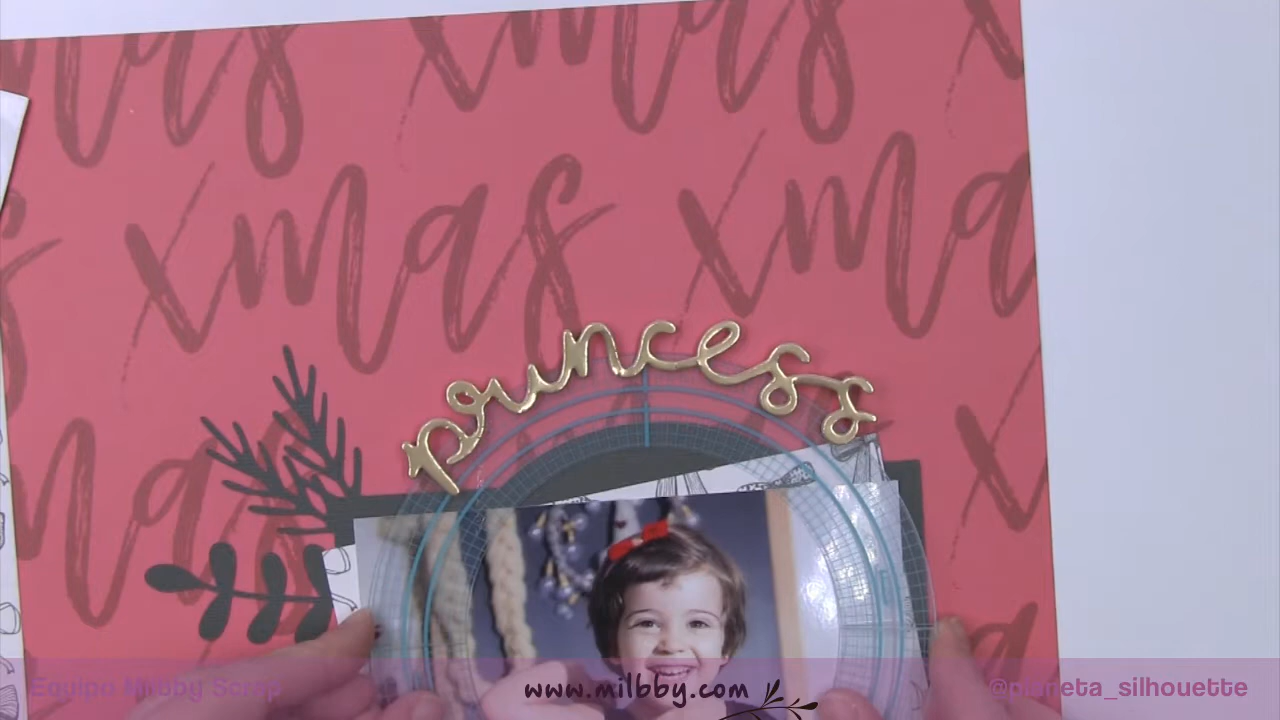 xmas xmas
xmas xmas
princess
Equipo Milbby Scrap
www.milbby.com
@planeta_silhouette